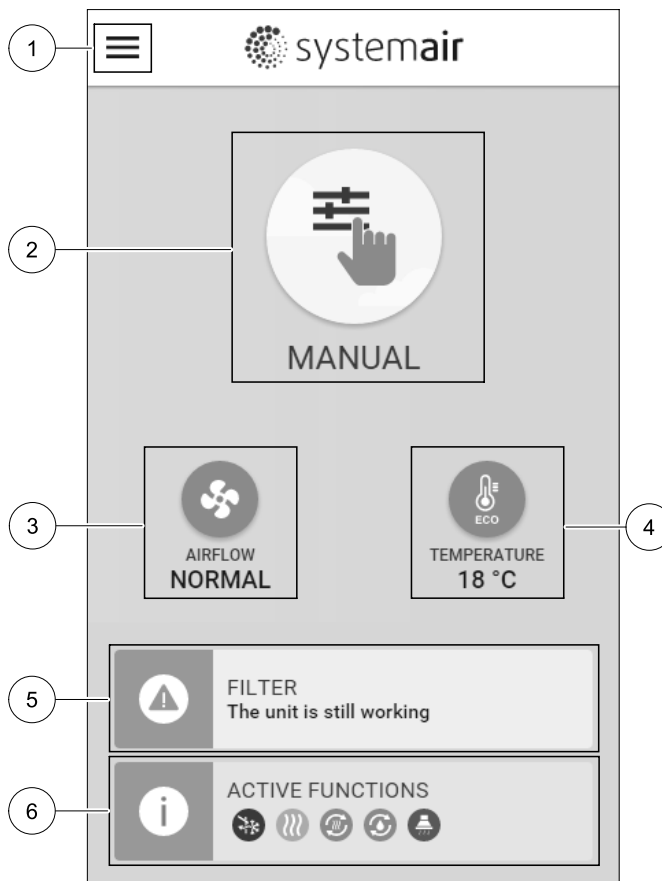 1
systemair
2
MANUAL
3
AIRFLOW
NORMAL
ECO
TEMPERATURE
18 °C
4
5
FILTER
The unit is still working
6
i
ACTIVE FUNCTIONS